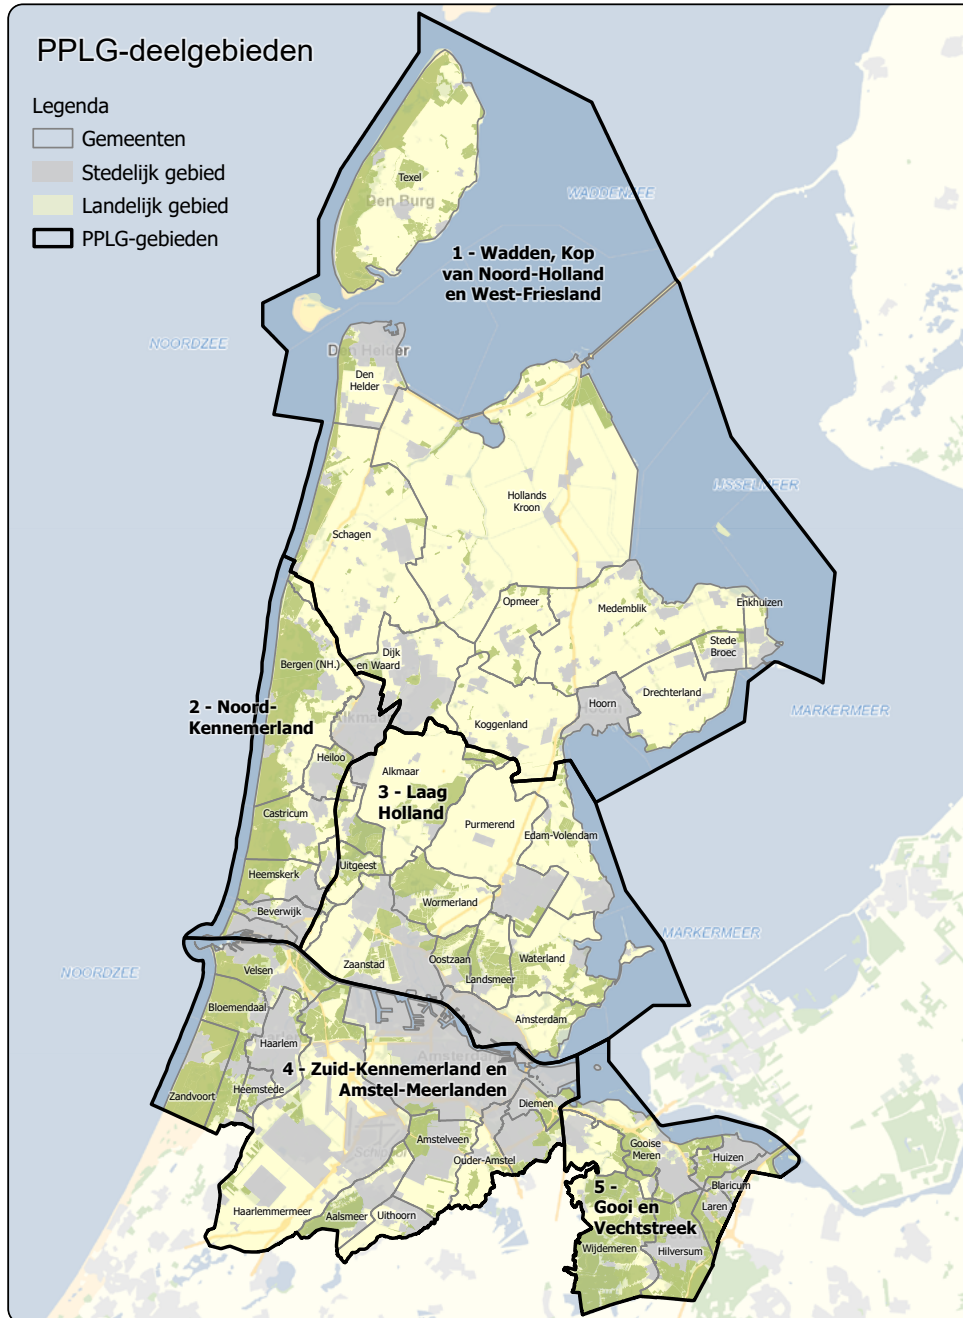 PPLG-deelgebieden
Legenda
Gemeenten
Stedelijk gebied
Landelijk gebied
PPLG-gebieden
Texel
Den Burg
WADDENZEE
1 - Wadden, Kop
van Noord-Holland
en West-Friesland
NOORDZEE
Den Helder
Den
Helder
IJSSELMEER
Hollands
Kroon
Schagen
Opmeer
Medemblik
Enkhuizen
Stede
Broec
Dijk
en Waard
Bergen (NH.)
Drechterland
Hoorn
2 - Noord-
Kennemerland
Alkmaar
Koggenland
MARKERMEER
Heiloo
Alkmaar
3 - Laag
Holland
Castricum
Purmerend
Edam-Volendam
Uitgeest
Heemskerk
Wormerland
Beverwijk
MARKERMEER
NOORDZEE
Velsen
Zaanstad
Oostzaan
Landsmeer
Waterland
Bloemendaal
Amsterdam
Haarlem
Amsterdam
4 - Zuid-Kennemerland en
Amstel-Meerlanden
Zandvoort
Heemstede
Diemen
Amstelveen
Schiphol
Ouder-Amstel
Gooise
Meren
Huizen
Blaricum
Laren
5 -
Gooi en
Vechtstreek
Haarlemmermeer
Aalsmeer
Uithoorn
Wijdemeren
Hilversum